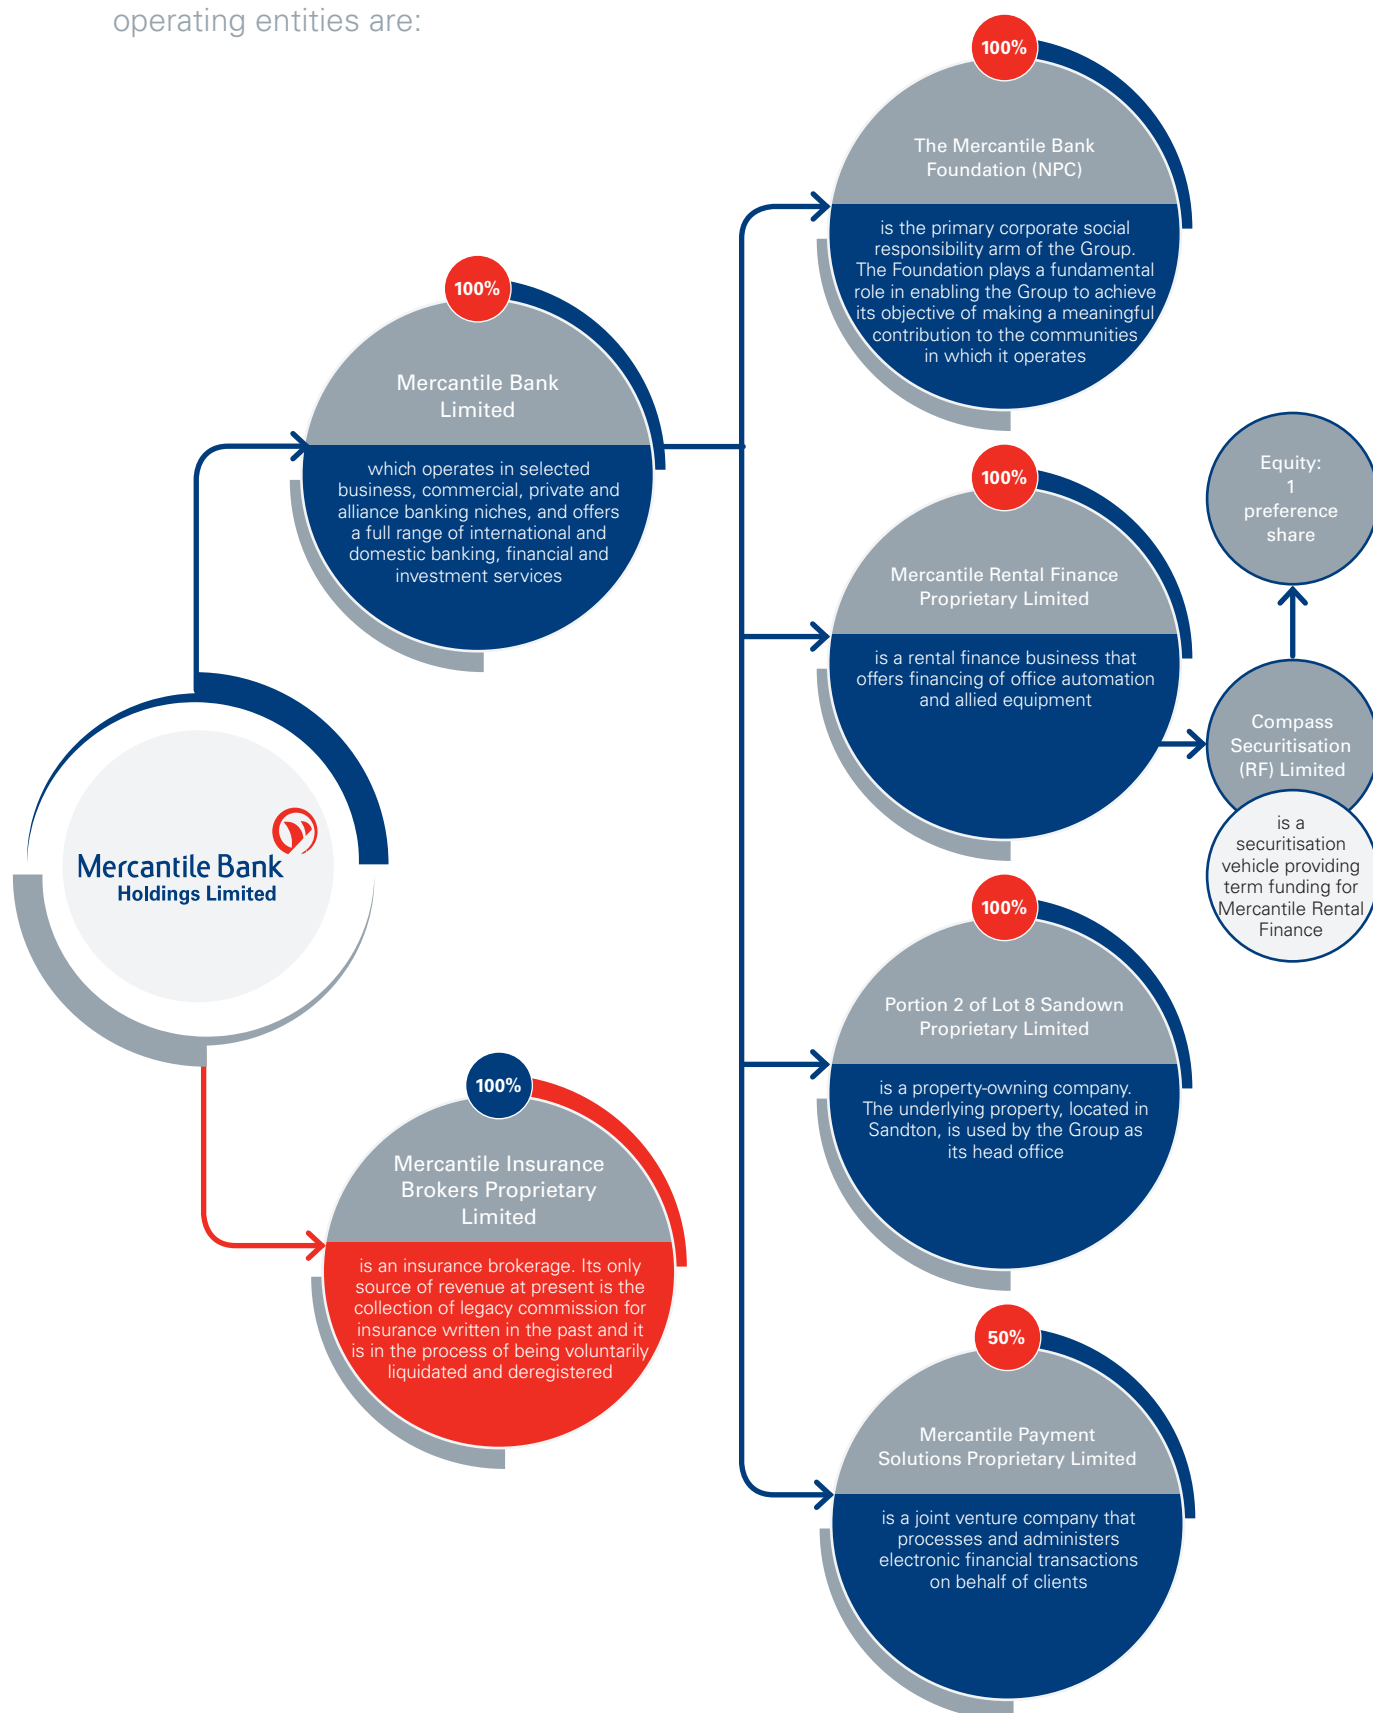 operating entities are:
100%
The Mercantile Bank
Foundation (NPC)
is the primary corporate social
responsibility arm of the Group.
The Foundation plays a fundamental
role in enabling the Group to achieve
its objective of making a meaningful
contribution to the communities
in which it operates
100%
Mercantile Bank
Limited
which operates in selected
business, commercial, private and
alliance banking niches, and offers
a full range of international and
domestic banking, financial and
investment services
100%
Mercantile Rental Finance
Proprietary Limited
is a rental finance business that
offers financing of office automation
and allied equipment
Equity:
1
preference
share
Compass
Securitisation
(RF) Limited
is a
securitisation
vehicle providing
term funding for
Mercantile Rental
Finance
Mercantile Bank
Holdings Limited
100%
Portion 2 of Lot 8 Sandown
Proprietary Limited
is a property-owning company.
The underlying property, located in
Sandton, is used by the Group as
its head office
100%
Mercantile Insurance
Brokers Proprietary
Limited
is an insurance brokerage. Its only
source of revenue at present is the
collection of legacy commission for
insurance written in the past and it
is in the process of being voluntarily
liquidated and deregistered
50%
Mercantile Payment
Solutions Proprietary Limited
is a joint venture company that
processes and administers
electronic financial transactions
on behalf of clients